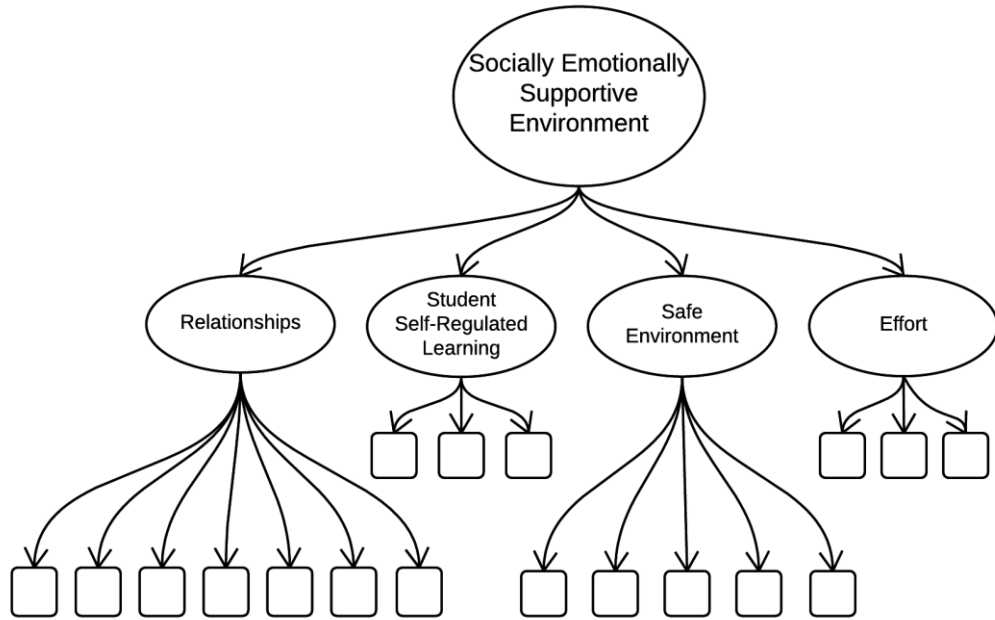 Socially Emotionally
Supportive
Environment
Relationships
Student
Self-Regulated
Learning
Safe
Environment
Effort